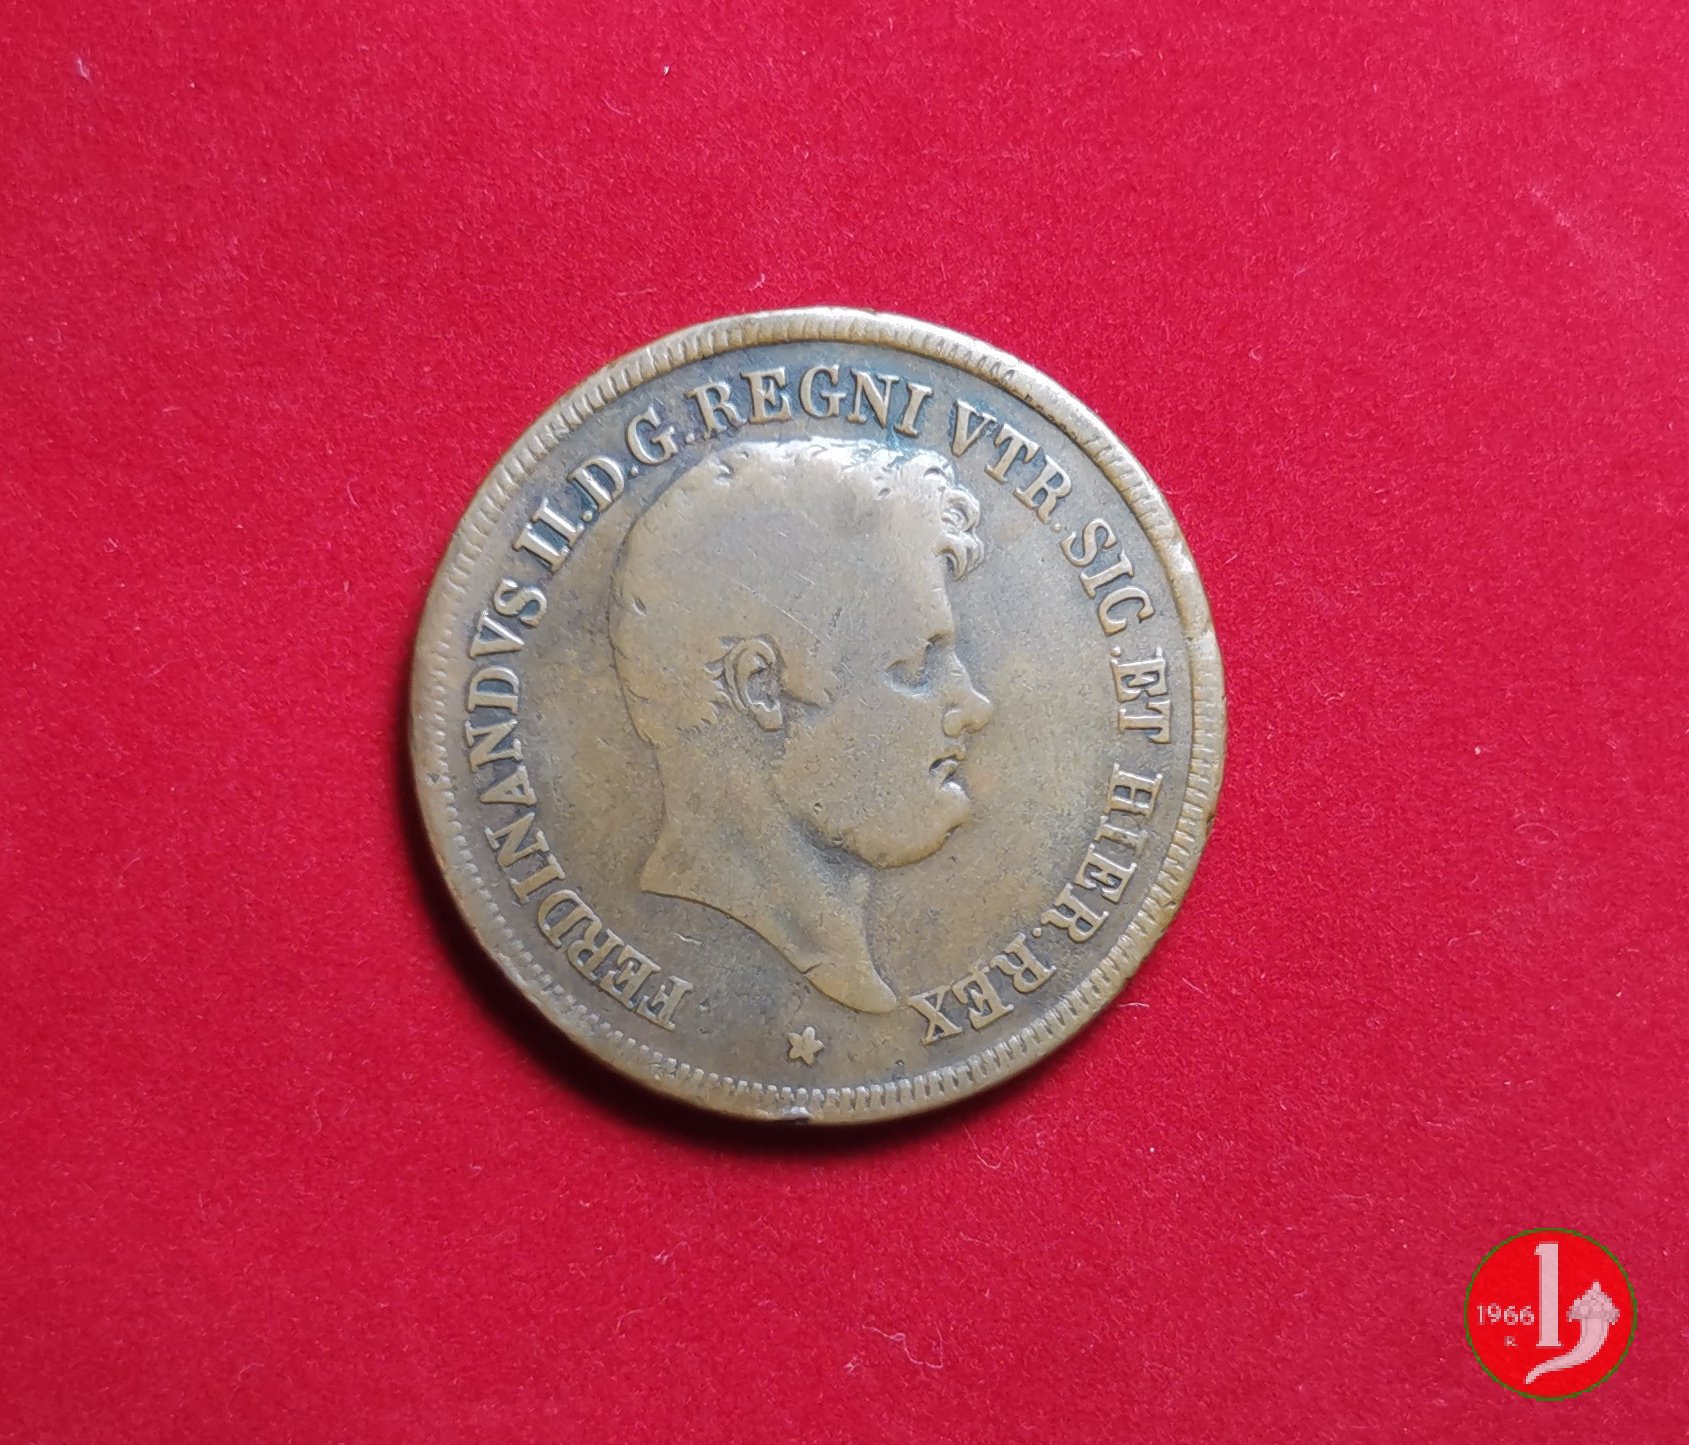 FERDINANDVS II.D.G.REGNI VTR.SIC.ET HIER.REX
1966
R